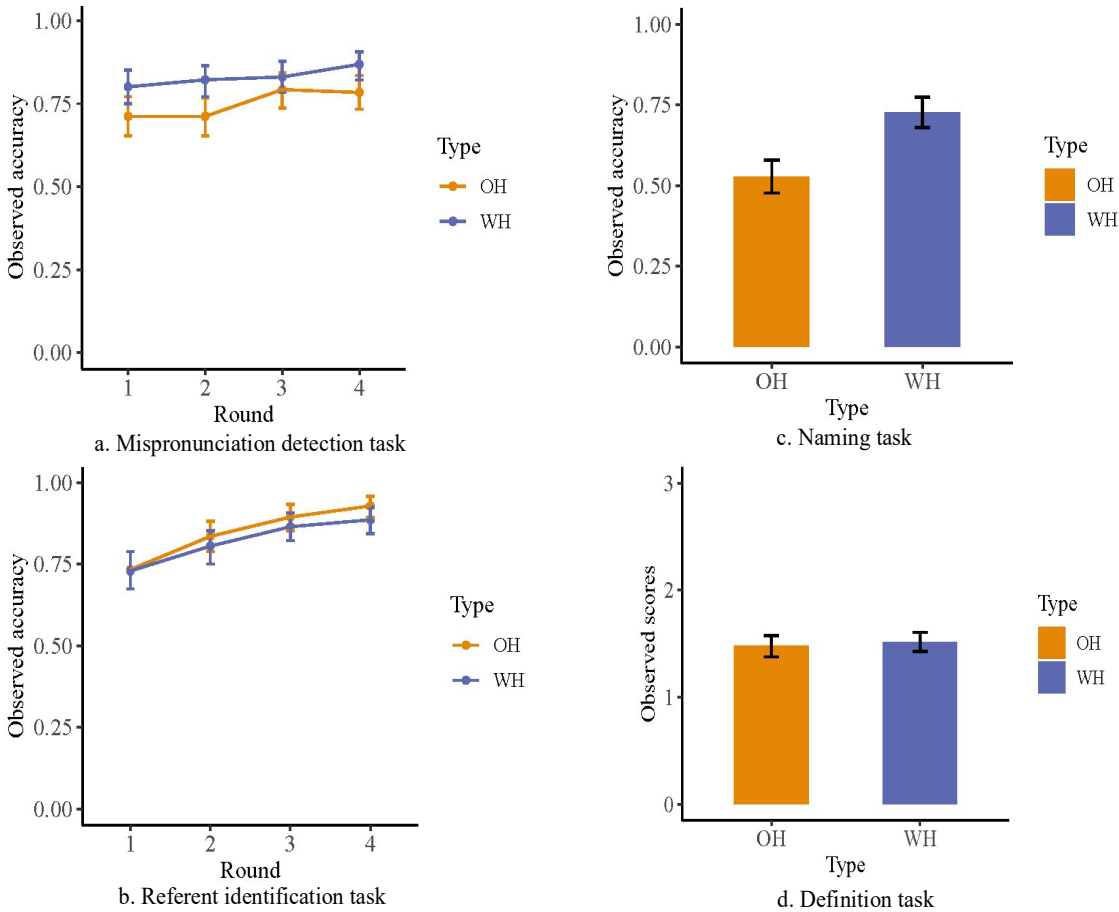 Observed accuracy
1.00
0.75
0.50
0.25
0.00
1 2 3 4
Round
Type
OH
WH
a. Mispronunciation detection task
Observed accuracy
1.00
0.75
0.50
0.25
0.00
OH WH
Type
Type
OH
WH
c. Naming task
Observed accuracy
1.00
0.75
0.50
0.25
0.00
1 2 3 4
Round
Type
OH
WH
b. Referent identification task
Observed scores
3
2
1
0
OH WH
Type
Type
OH
WH
d. Definition task